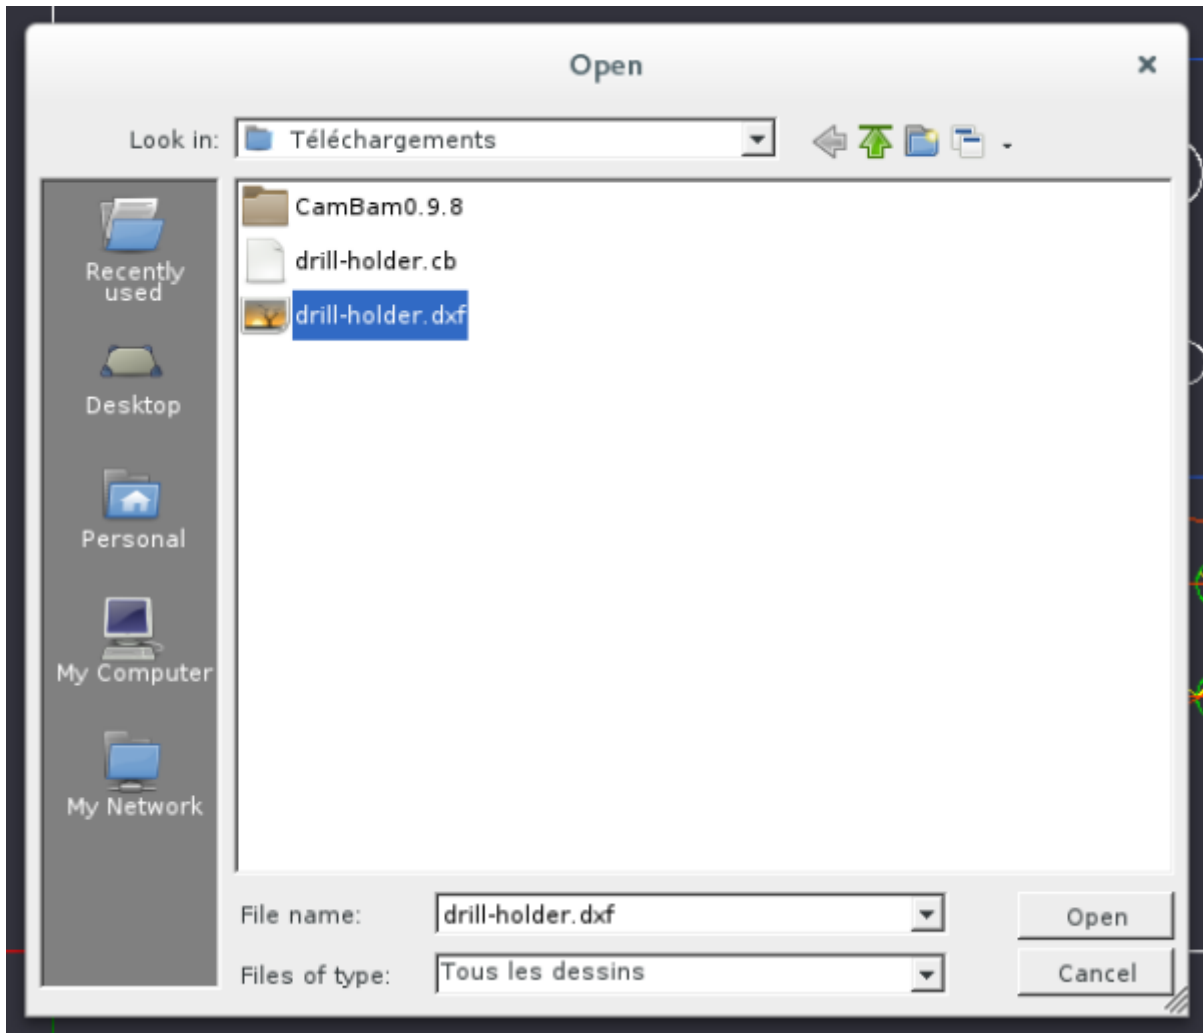 Open
Look in:
Téléchargements
Recently
used
Desktop
Personal
My Computer
My Network
CamBam0.9.8
drill-holder.cb
drill-holder.dxf
File name:
drill-holder.dxf
Open
Files of type:
Tous les dessins
Cancel